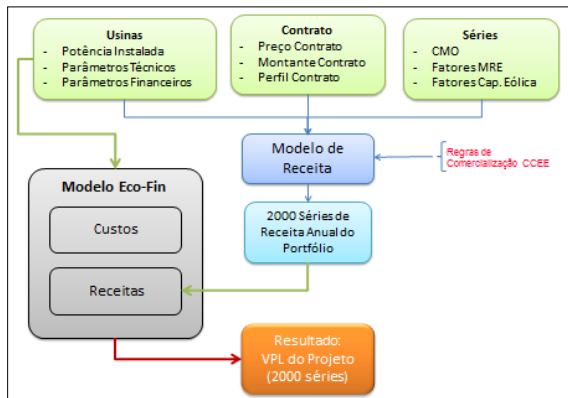 Usinas
- Potência Instalada
- Parâmetros Técnicos
- Parâmetros Financeiros
Contrato
- Preço Contrato
- Montante Contrato
- Perfil Contrato
Séries
- CMO
- Fatores MRE
- Fatores Cap. Eólica
Modelo de
Receita
Regras de
Comercialização CCEE
Modelo Eco-Fin
Custos
Receitas
2000 Séries de
Receita Anual do
Portfólio
Resultado:
VPL do Projeto
(2000 séries)